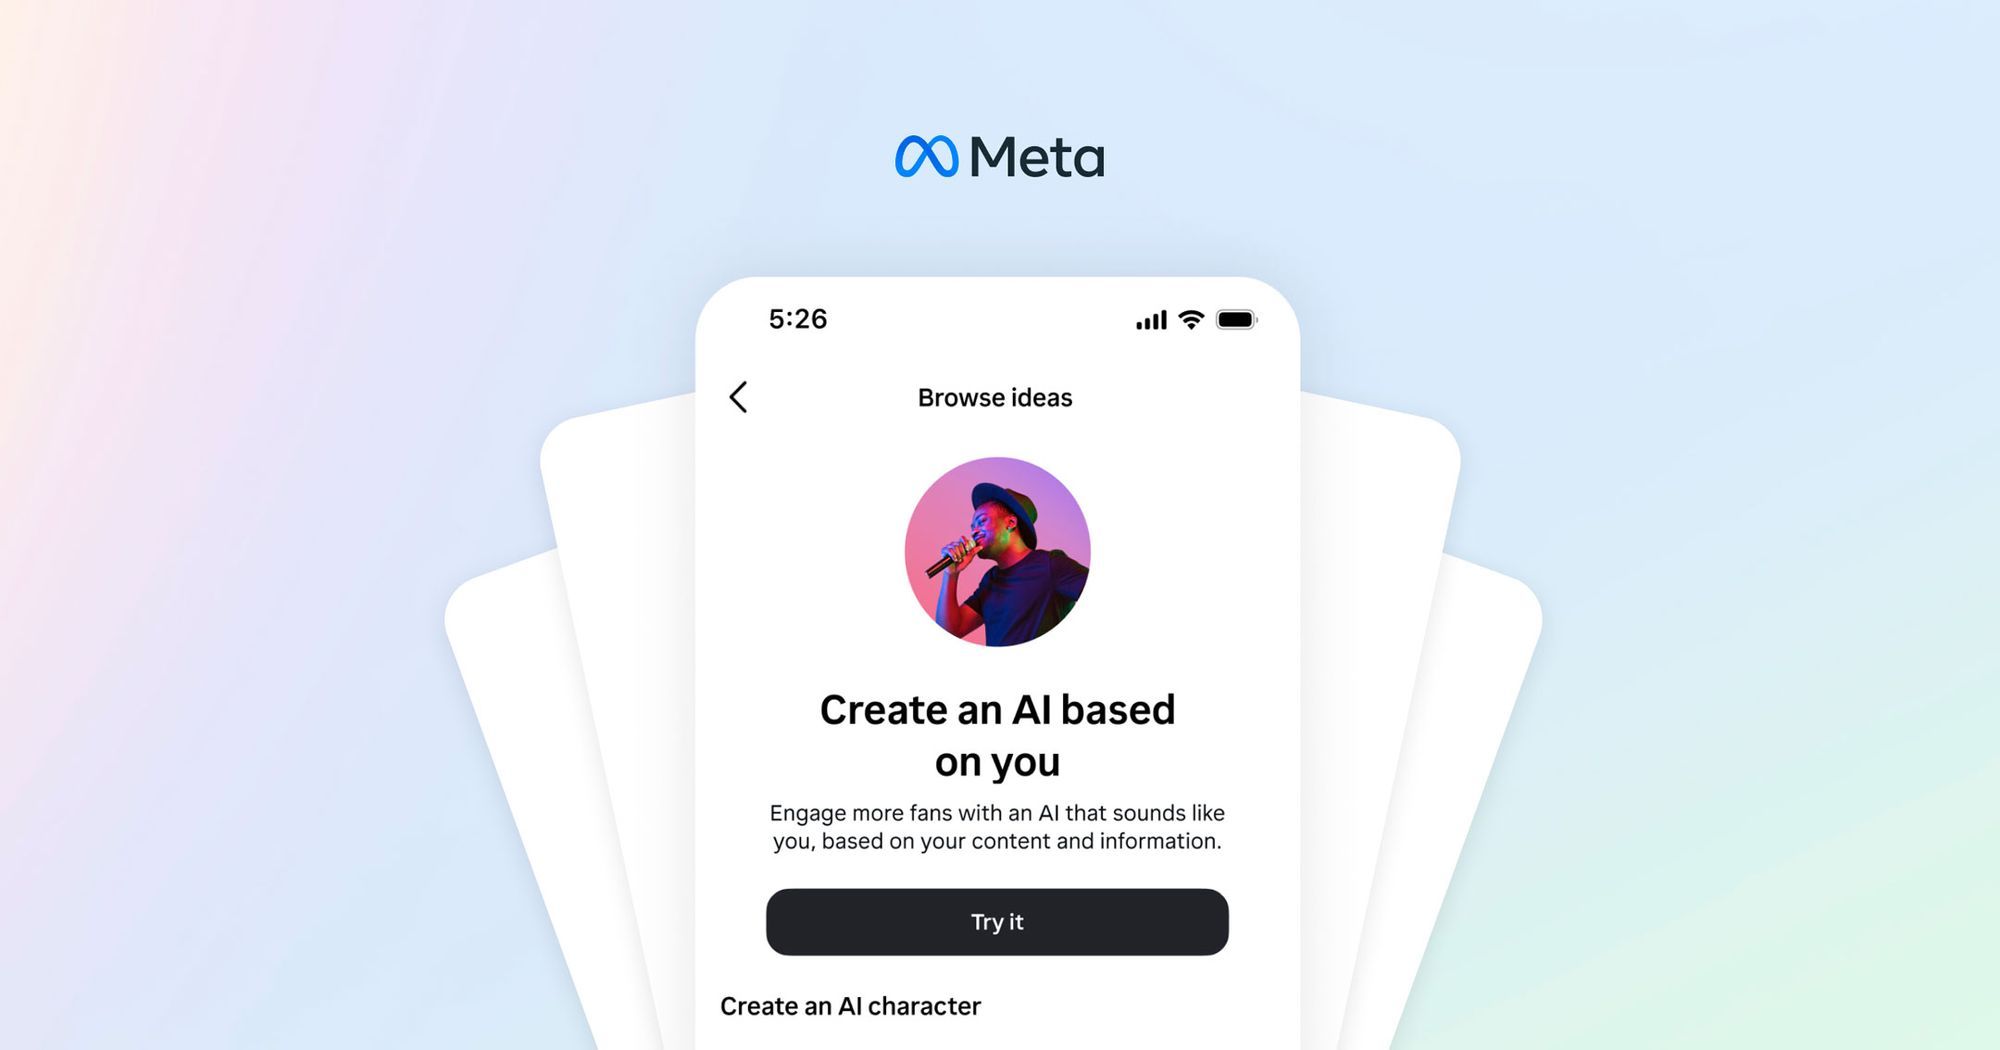 Meta
5:26
Browse ideas
Create an AI based
on you
Engage more fans with an AI that sounds like
you, based on your content and information.
Try it
Create an AI character